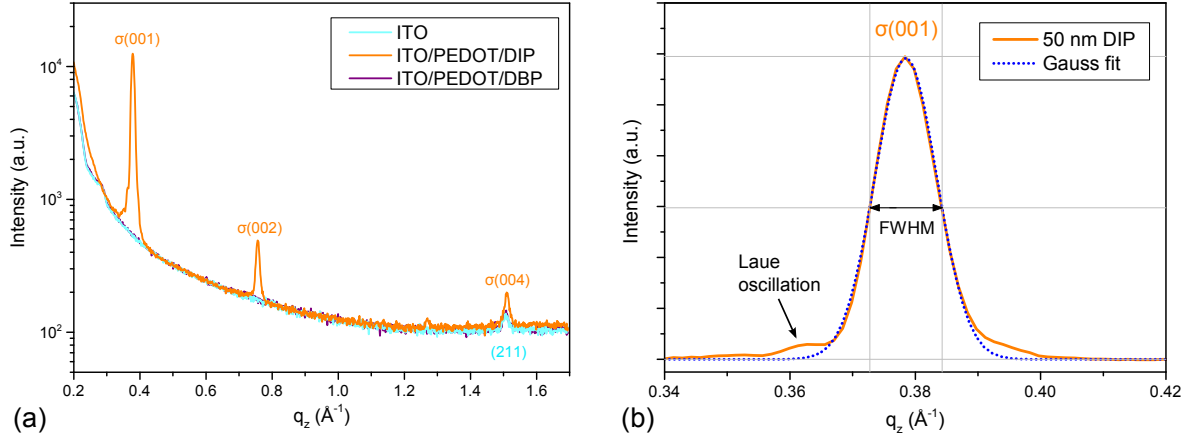 ITO
ITO/PEDOT/DIP
ITO/PEDOT/DBP
σ(001)
σ(002)
σ(004)
(211)
10⁴
10³
10²
Intensity (a.u.)
0.2 0.4 0.6 0.8 1.0 1.2 1.4 1.6
q_z (Å⁻¹)
(a)
σ(001)
50 nm DIP
Gauss fit
FWHM
Laue
oscillation
Intensity (a.u.)
0.34 0.36 0.38 0.40 0.42
q_z (Å⁻¹)
(b)